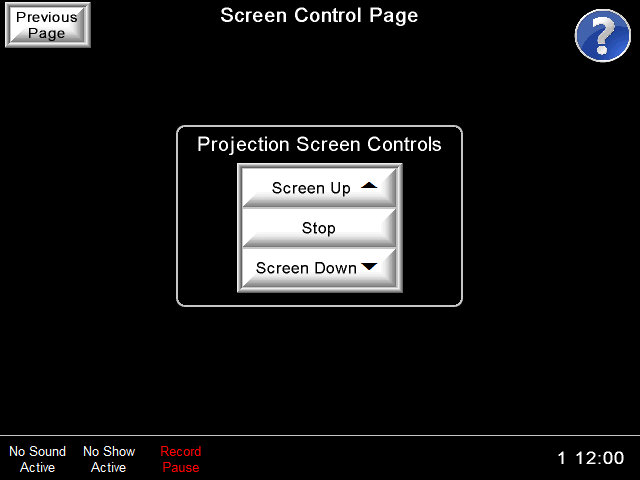 Previous
Page
Screen Control Page
?
Projection Screen Controls
Screen Up
Stop
Screen Down
No Sound
Active
No Show
Active
Record
Pause
1 12:00